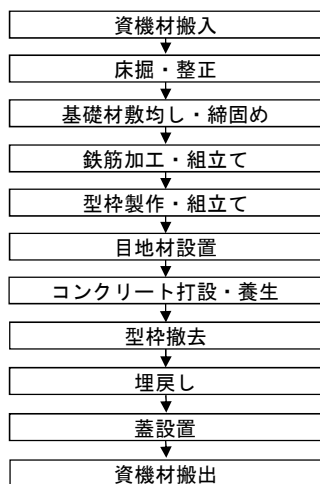 資機材搬入
床掘・整正
基礎材敷均し・締固め
鉄筋加工・組立て
型枠製作・組立て
目地材設置
コンクリート打設・養生
型枠撤去
埋戻し
蓋設置
資機材搬出